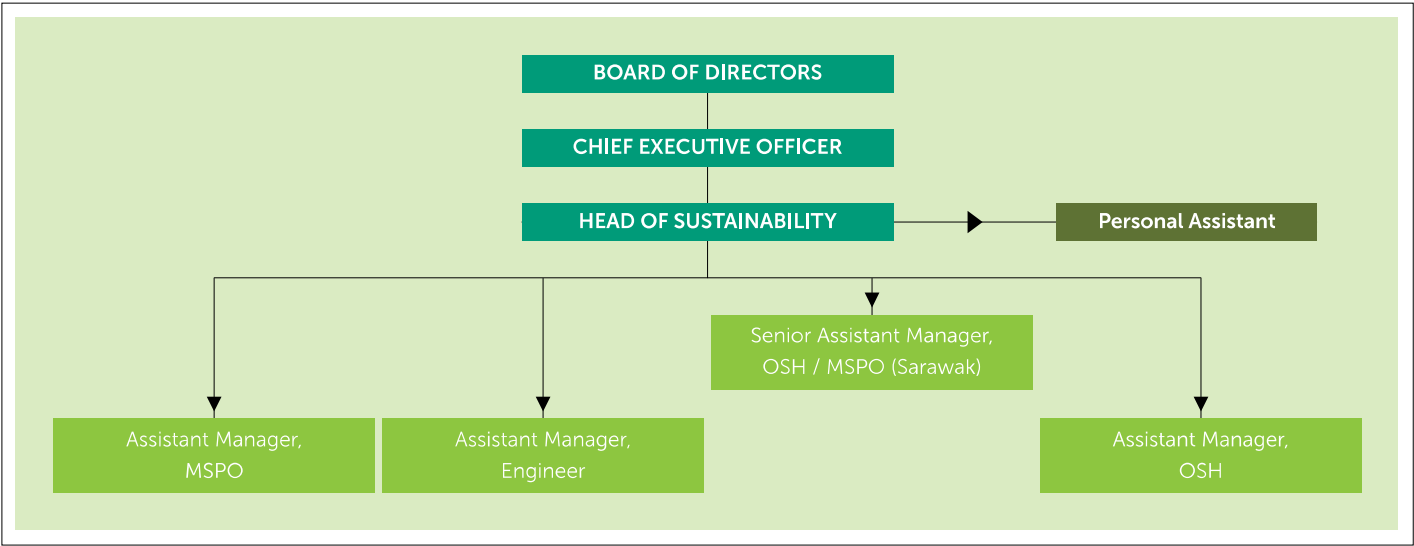 BOARD OF DIRECTORS
CHIEF EXECUTIVE OFFICER
HEAD OF SUSTAINABILITY
Personal Assistant
Senior Assistant Manager,
OSH / MSPO (Sarawak)
Assistant Manager,
MSPO
Assistant Manager,
Engineer
Assistant Manager,
OSH